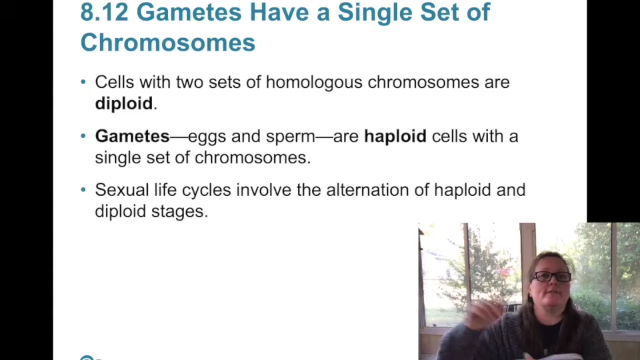 8.12 Gametes Have a Single Set of
Chromosomes
• Cells with two sets of homologous chromosomes are
diploid.
• Gametes—eggs and sperm—are haploid cells with a
single set of chromosomes.
• Sexual life cycles involve the alternation of haploid and
diploid stages.